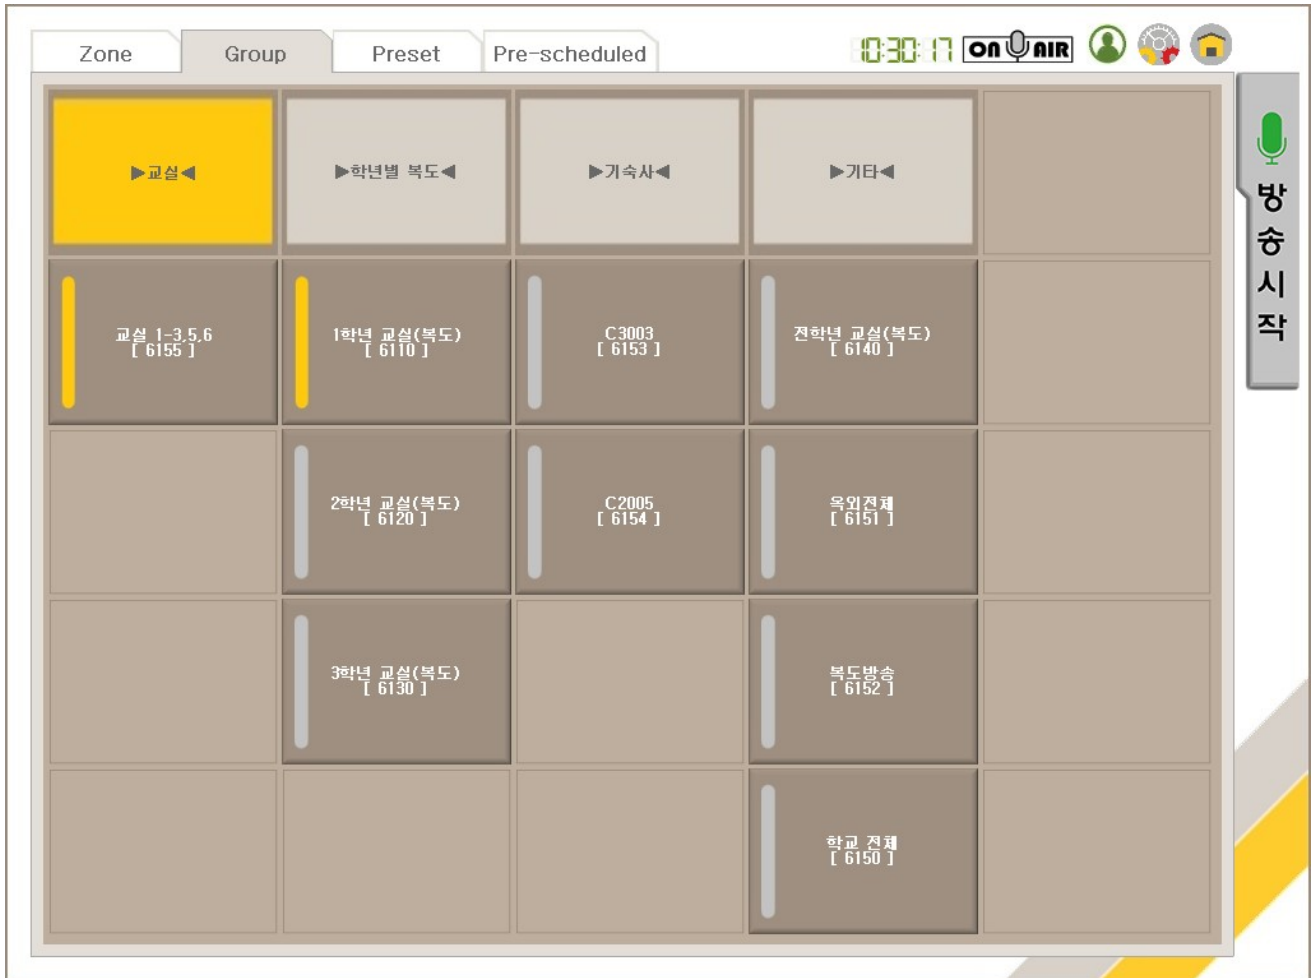 Zone
Group
Preset
Pre-scheduled
10:30:17
ON AIR
▶교실◀
▶학년별 복도◀
▶기숙사◀
▶기타◀
방송시작
교실 1-3,5,6
[ 6155 ]
1학년 교실(복도)
[ 6110 ]
C3003
[ 6153 ]
전학년 교실(복도)
[ 6140 ]
2학년 교실(복도)
[ 6120 ]
C2005
[ 6154 ]
옥외전체
[ 6151 ]
3학년 교실(복도)
[ 6130 ]
복도방송
[ 6152 ]
학교 전체
[ 6150 ]